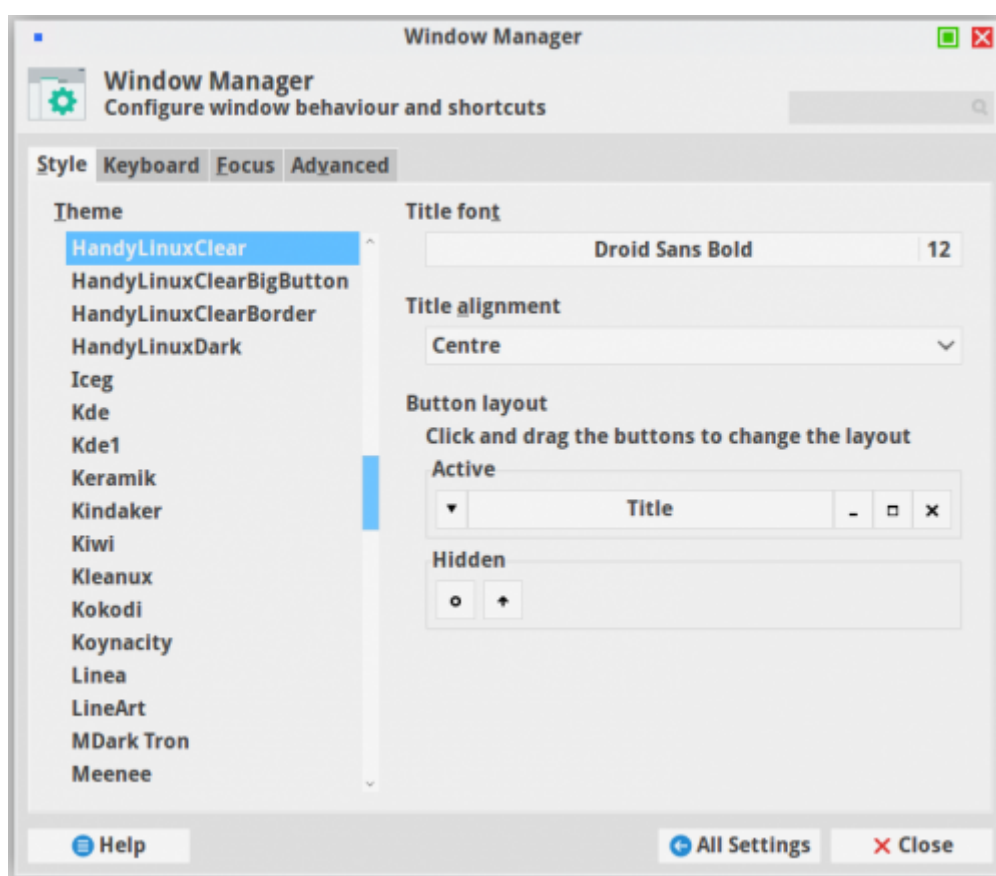 Window Manager
Window Manager
Configure window behaviour and shortcuts
Style Keyboard Focus Advanced
Theme
HandyLinuxClear
HandyLinuxClearBigButton
HandyLinuxClearBorder
HandyLinuxDark
Iceg
Kde
Kde1
Keramik
Kindaker
Kiwi
Kleanux
Kokodi
Koynacity
Linea
LineArt
MDark Tron
Meenee
Title font
Droid Sans Bold 12
Title alignment
Centre
Button layout
Click and drag the buttons to change the layout
Active
Title
Hidden
Help
All Settings
Close